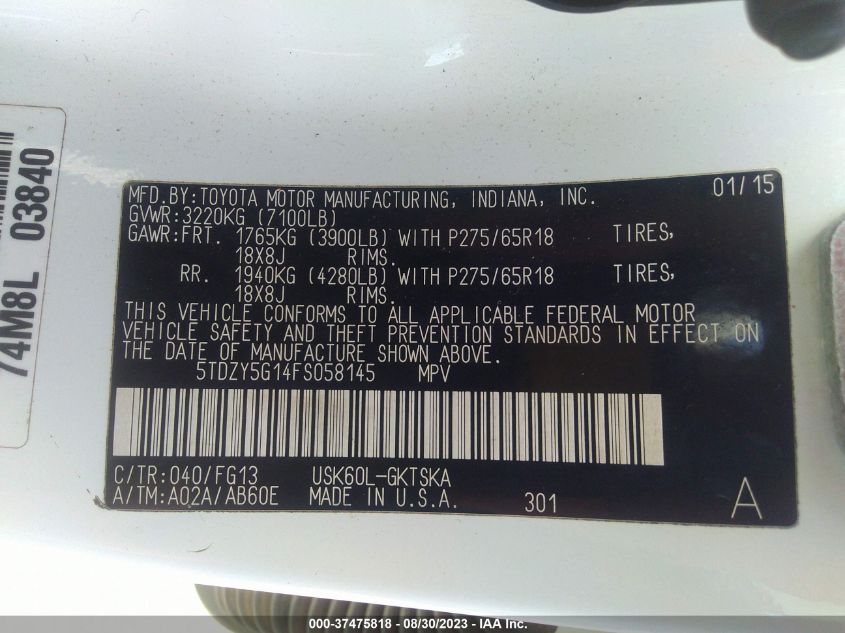 74M8L 03840
MFD.BY:TOYOTA MOTOR MANUFACTURING, INDIANA, INC. 01/15
GVWR:3220KG (7100LB)
GAWR:FRT. 1765KG (3900LB) WITH P275/65R18 TIRES,
18X8J RIMS.
RR. 1940KG (4280LB) WITH P275/65R18 TIRES,
18X8J RIMS.
THIS VEHICLE CONFORMS TO ALL APPLICABLE FEDERAL MOTOR
VEHICLE SAFETY AND THEFT PREVENTION STANDARDS IN EFFECT ON
THE DATE OF MANUFACTURE SHOWN ABOVE.
5TDZY5G14FS058145 MPV
C/TR:040/FG13 USK60L-GKTSKA
A/TM:A02A/AB60E MADE IN U.S.A. 301 A
000-37475818 - 08/30/2023 - IAA Inc.